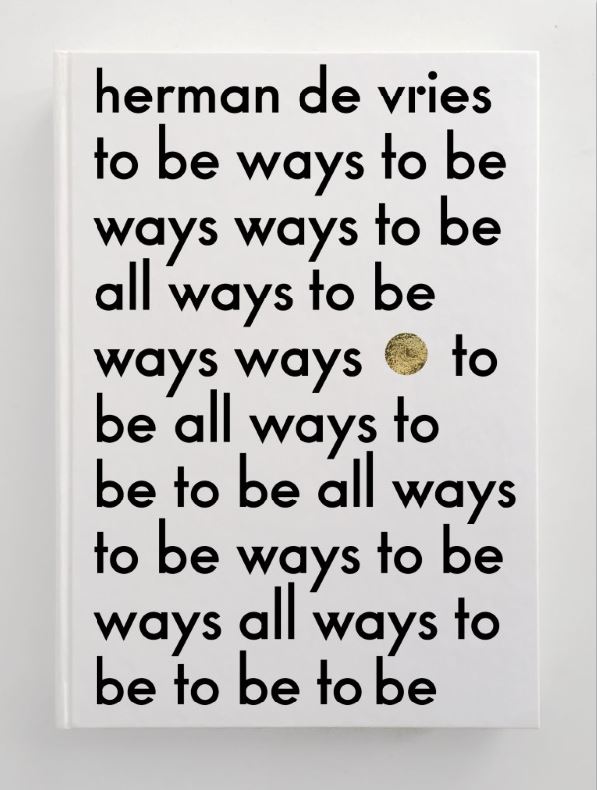 herman de vries
to be ways to be
ways ways to be
all ways to be
ways ways to
be all ways to
be to be all ways
to be ways to be
ways all ways to
be to be to be